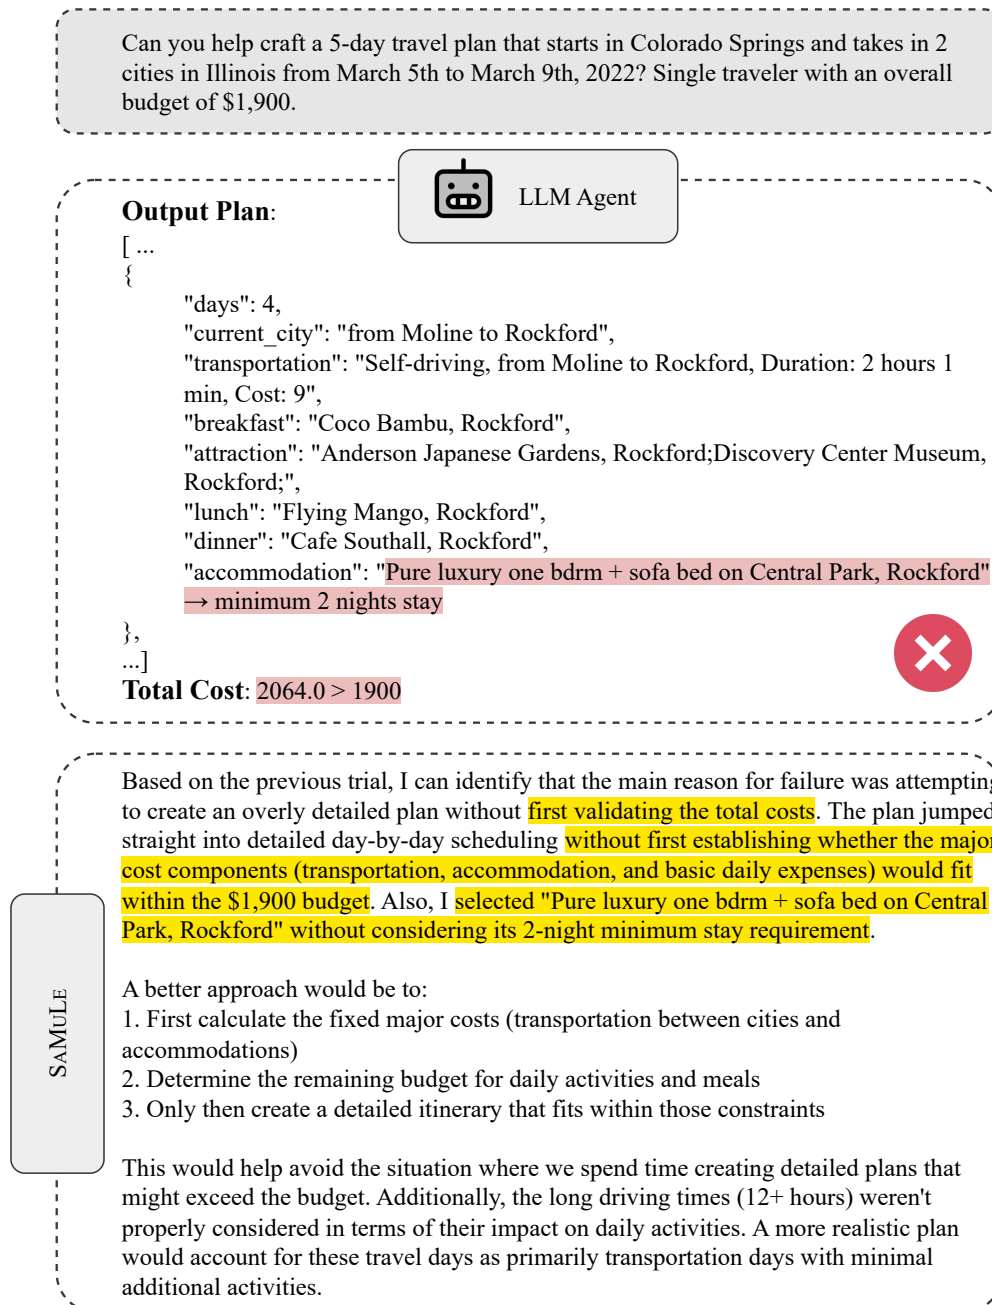 Can you help craft a 5-day travel plan that starts in Colorado Springs and takes in 2
cities in Illinois from March 5th to March 9th, 2022? Single traveler with an overall
budget of $1,900.
LLM Agent
Output Plan:
[ ...
{
"days": 4,
"current_city": "from Moline to Rockford",
"transportation": "Self-driving, from Moline to Rockford, Duration: 2 hours 1
min, Cost: 9",
"breakfast": "Coco Bambu, Rockford",
"attraction": "Anderson Japanese Gardens, Rockford;Discovery Center Museum,
Rockford;",
"lunch": "Flying Mango, Rockford",
"dinner": "Cafe Southall, Rockford",
"accommodation": "Pure luxury one bdrm + sofa bed on Central Park, Rockford"
→ minimum 2 nights stay
},
...]
Total Cost: 2064.0 > 1900
SAMULE
Based on the previous trial, I can identify that the main reason for failure was attempting
to create an overly detailed plan without first validating the total costs. The plan jumped
straight into detailed day-by-day scheduling without first establishing whether the major
cost components (transportation, accommodation, and basic daily expenses) would fit
within the $1,900 budget. Also, I selected "Pure luxury one bdrm + sofa bed on Central
Park, Rockford" without considering its 2-night minimum stay requirement.
A better approach would be to:
1. First calculate the fixed major costs (transportation between cities and
accommodations)
2. Determine the remaining budget for daily activities and meals
3. Only then create a detailed itinerary that fits within those constraints
This would help avoid the situation where we spend time creating detailed plans that
might exceed the budget. Additionally, the long driving times (12+ hours) weren't
properly considered in terms of their impact on daily activities. A more realistic plan
would account for these travel days as primarily transportation days with minimal
additional activities.